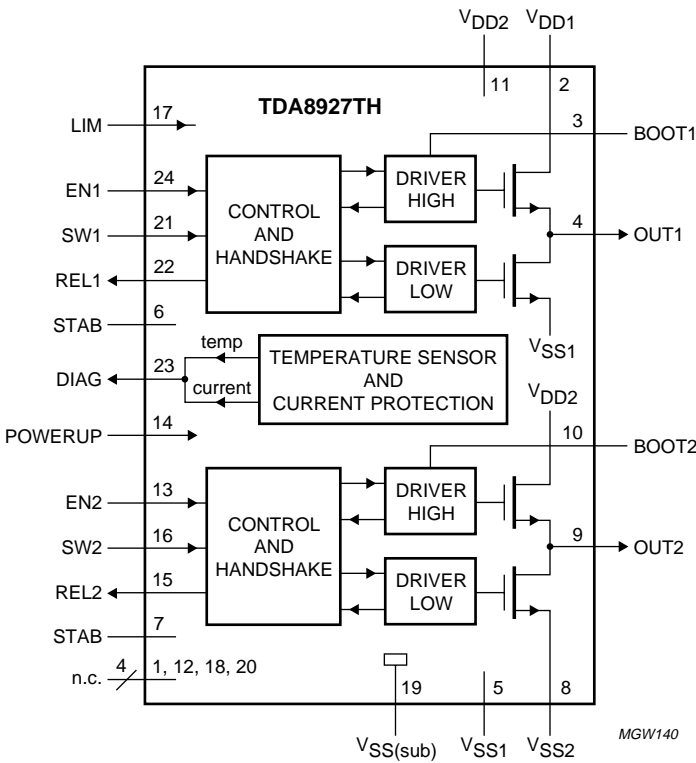 VDD2 VDD1
TDA8927TH
11 2
LIM 17
3 BOOT1
EN1 24
CONTROL
AND
HANDSHAKE
DRIVER
HIGH
SW1 21
4 OUT1
REL1 22
DRIVER
LOW
STAB 6
VSS1
temp
DIAG 23
current
TEMPERATURE SENSOR
AND
CURRENT PROTECTION
VDD2
POWERUP 14
10 BOOT2
EN2 13
CONTROL
AND
HANDSHAKE
DRIVER
HIGH
SW2 16
9 OUT2
REL2 15
DRIVER
LOW
STAB 7
n.c. 4 1, 12, 18, 20
19 5 8
VSS(sub) VSS1 VSS2
MGW140